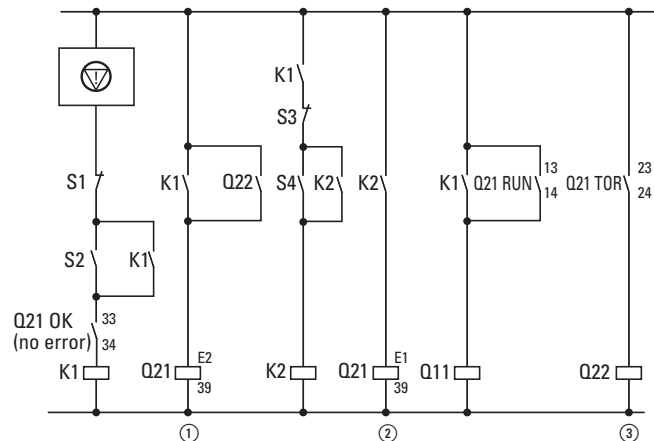 K1
S3
S1
K1
Q22
S4
K2
K2
K1
Q21 RUN
13
14
Q21 TOR
23
24
S2
K1
Q21 OK
(no error)
33
34
K1
Q21
E2
39
K2
Q21
E1
39
Q11
Q22
①
②
③